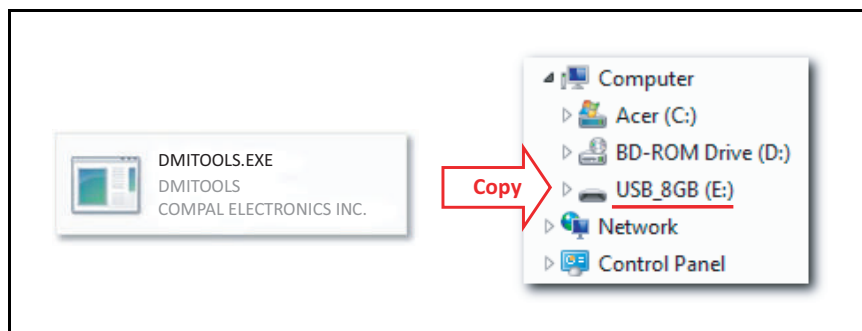 DMITOOLS.EXE
DMITOOLS
COMPAL ELECTRONICS INC.
Copy
Computer
Acer (C:)
BD-ROM Drive (D:)
USB_8GB (E:)
Network
Control Panel